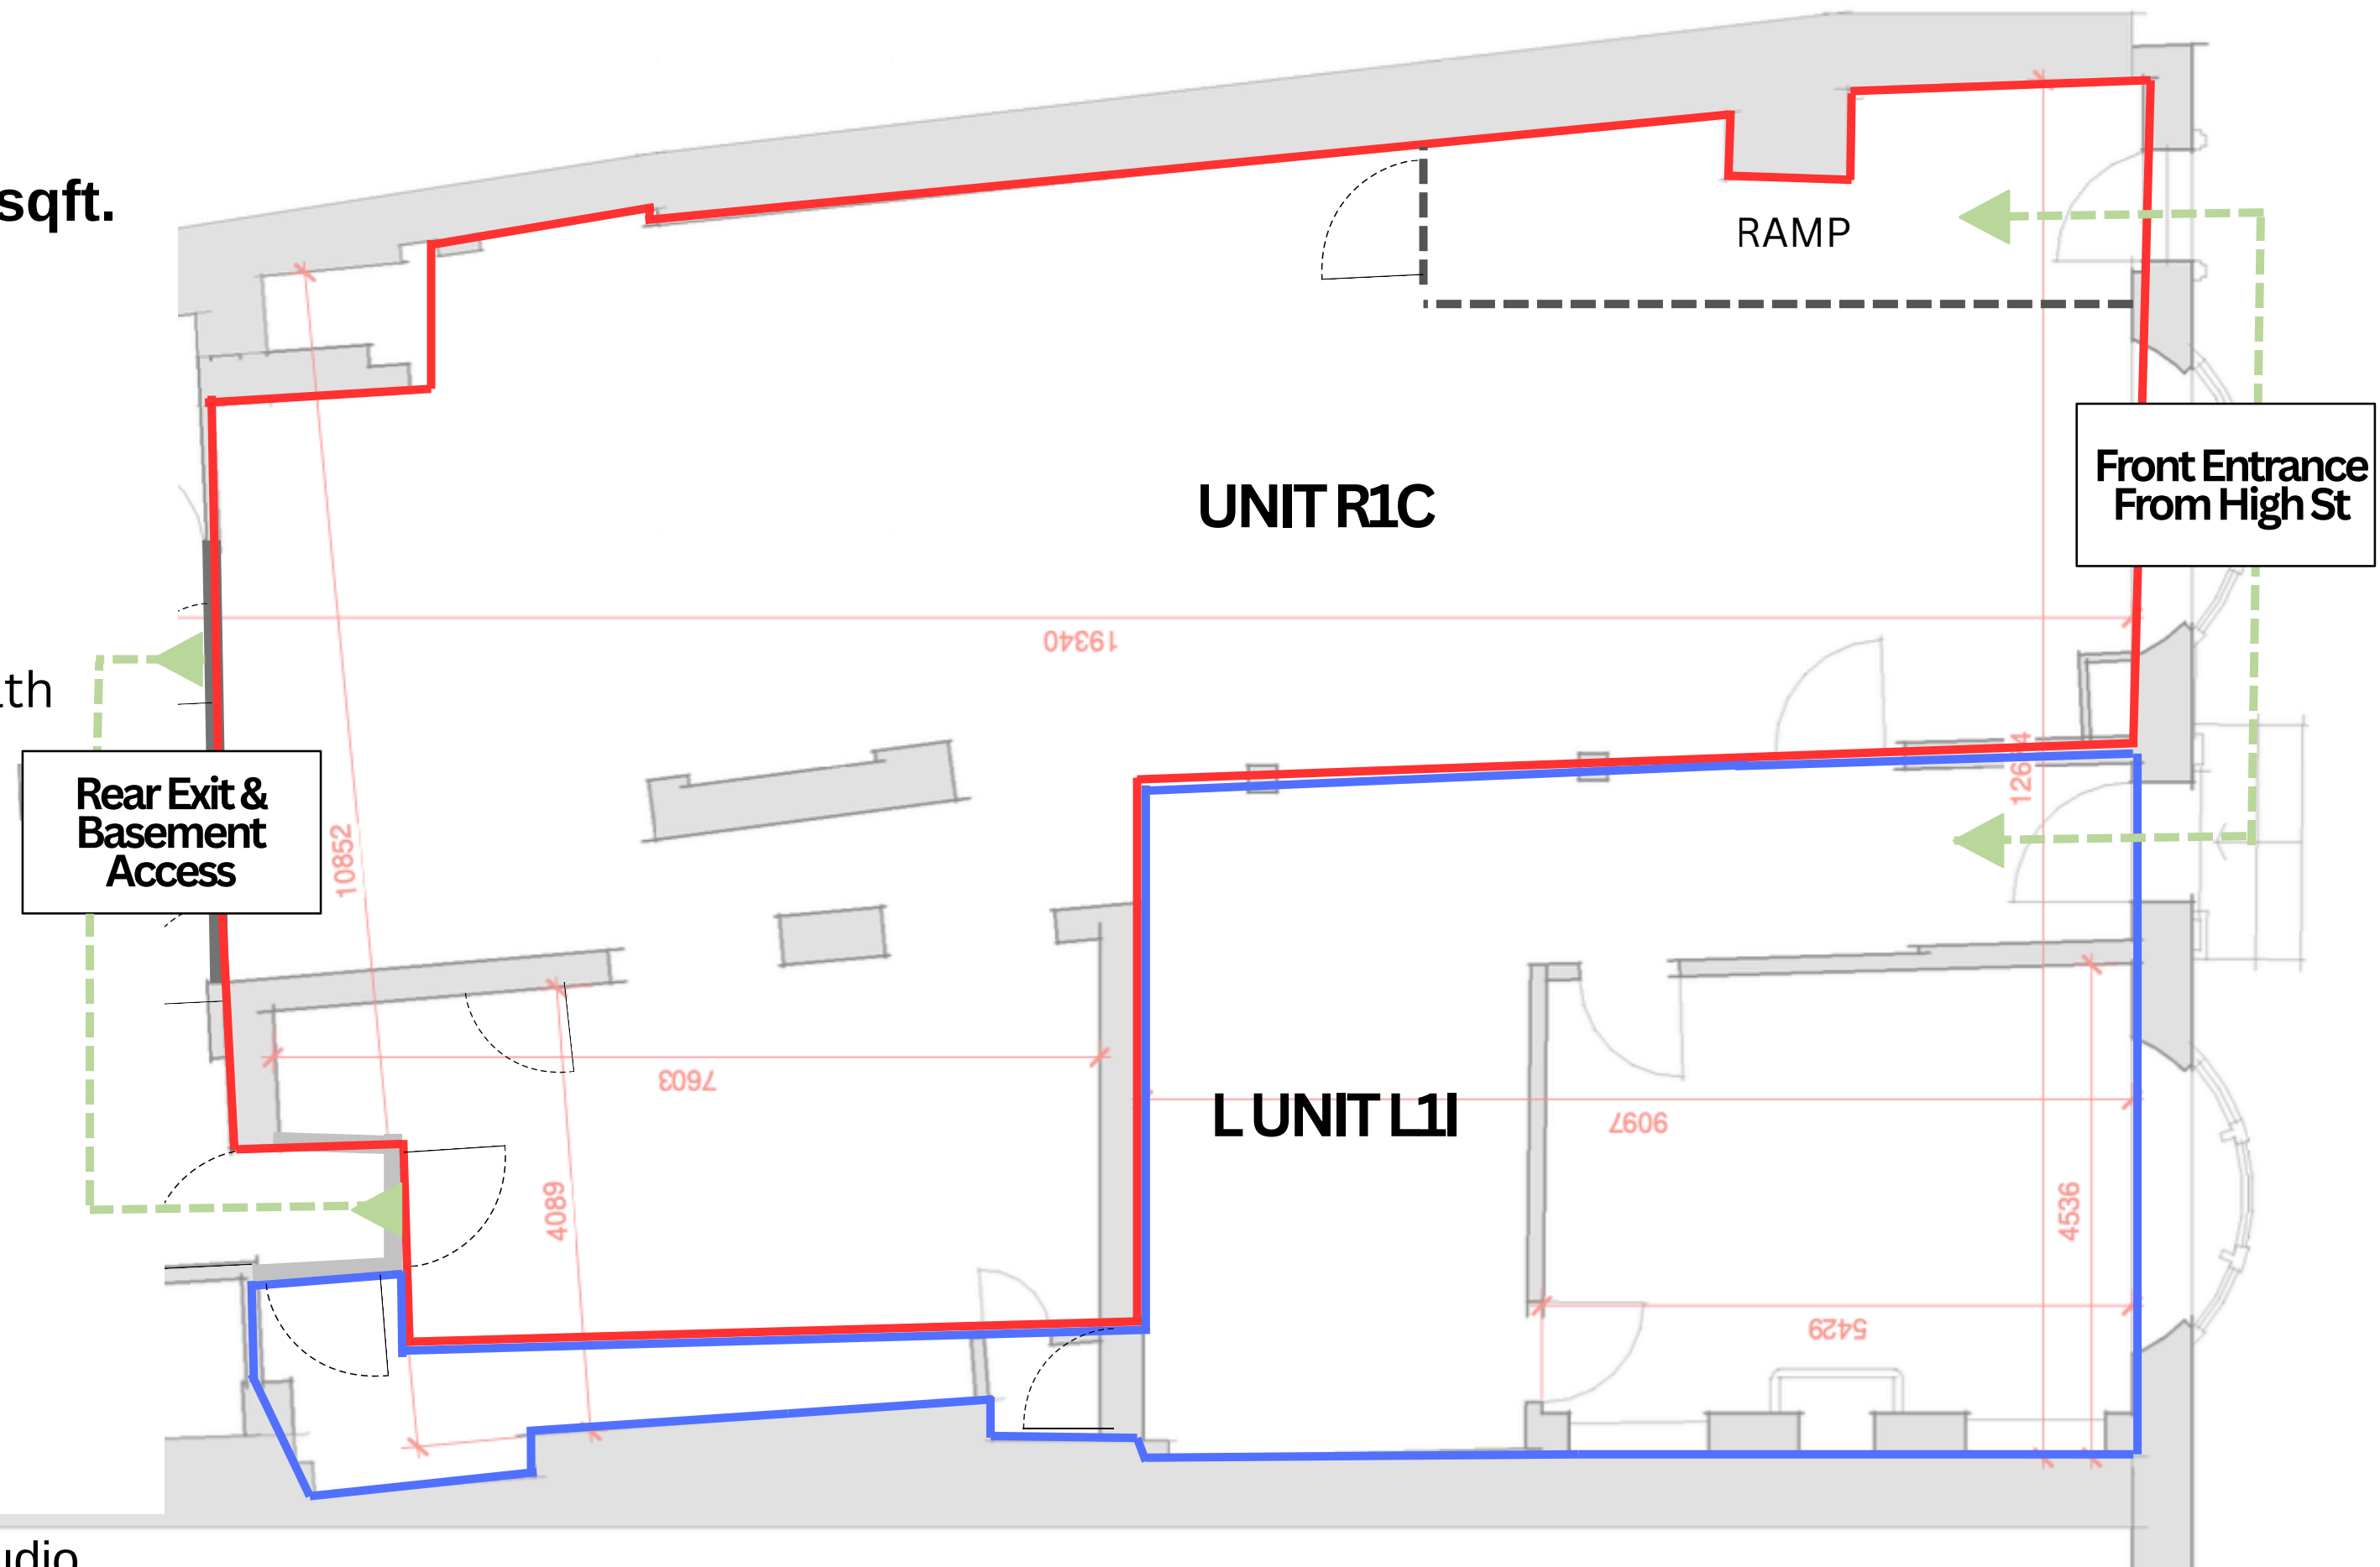 sqft.
RAMP
UNIT R1C
Front Entrance
From High St
19340
th
Rear Exit &
Basement
Access
10852
7603
4089
L UNIT L1I
9097
4536
5429
udio